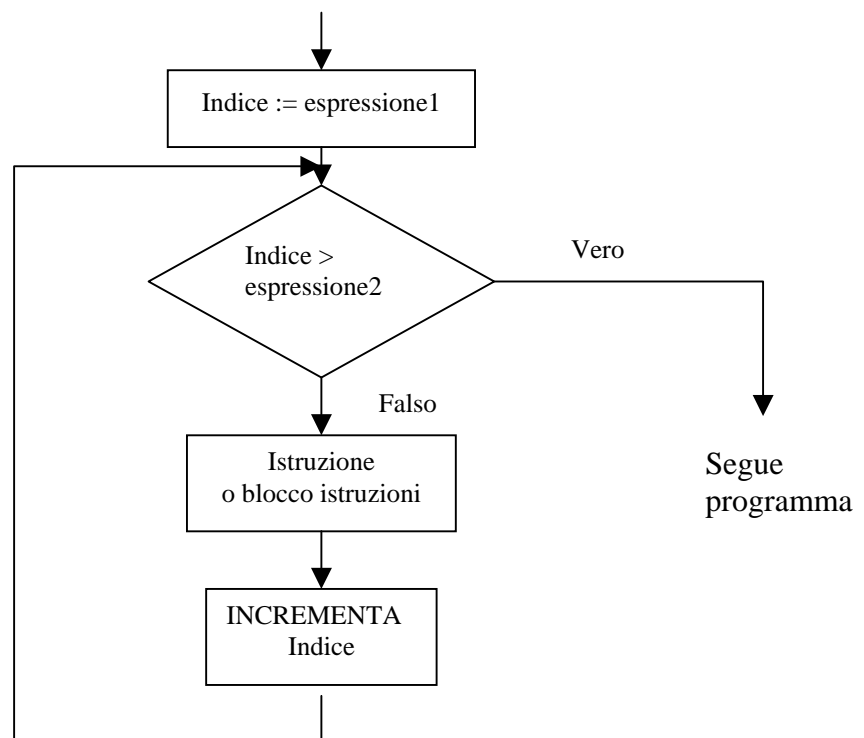 Indice := espressione1
Indice >
espressione2
Vero
Falso
Istruzione
o blocco istruzioni
Segue
programma
INCREMENTA
Indice